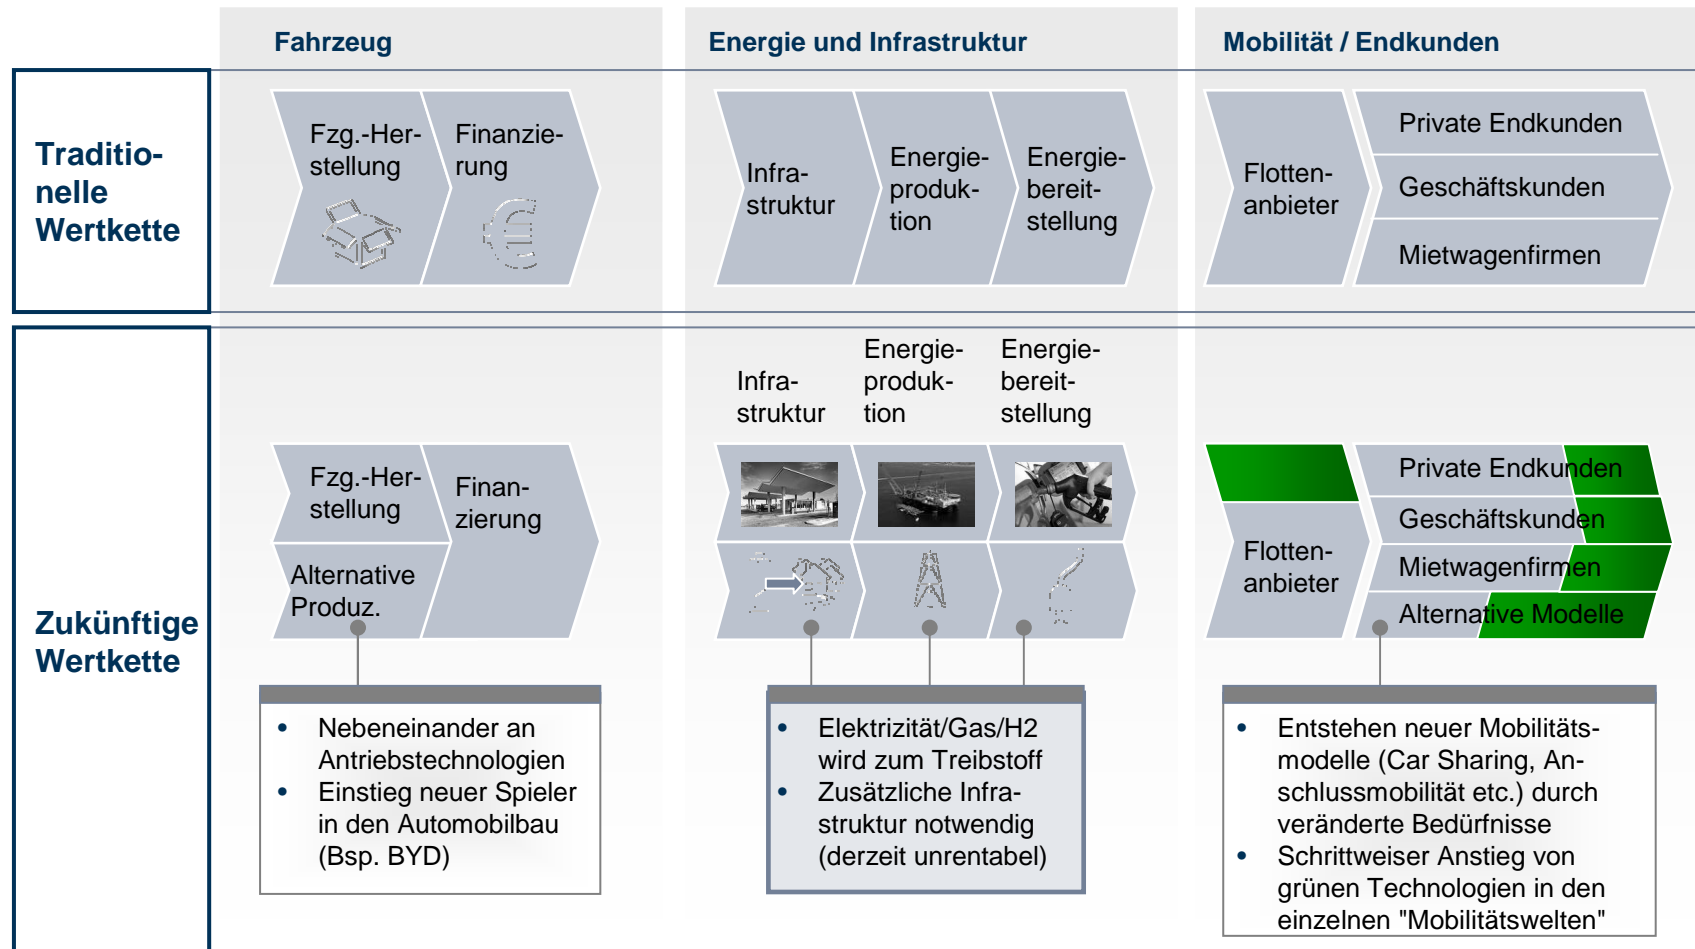 Fahrzeug
Energie und Infrastruktur
Mobilität / Endkunden
Traditio-
nelle
Wertkette
Fzg.-Her-
stellung
Finanzie-
rung
Infra-
struktur
Energie-
produk-
tion
Energie-
bereit-
stellung
Flotten-
anbieter
Private Endkunden
Geschäftskunden
Mietwagenfirmen
Zukünftige
Wertkette
Fzg.-Her-
stellung
Alternative
Produz.
Finan-
zierung
Infra-
struktur
Energie-
produk-
tion
Energie-
bereit-
stellung
Flotten-
anbieter
Private Endkunden
Geschäftskunden
Mietwagenfirmen
Alternative Modelle
• Nebeneinander an
Antriebstechnologien
• Einstieg neuer Spieler
in den Automobilbau
(Bsp. BYD)
• Elektrizität/Gas/H2
wird zum Treibstoff
• Zusätzliche Infra-
struktur notwendig
(derzeit unrentabel)
• Entstehen neuer Mobilitäts-
modelle (Car Sharing, An-
schlussmobilität etc.) durch
veränderte Bedürfnisse
• Schrittweiser Anstieg von
grünen Technologien in den
einzelnen "Mobilitätswelten"